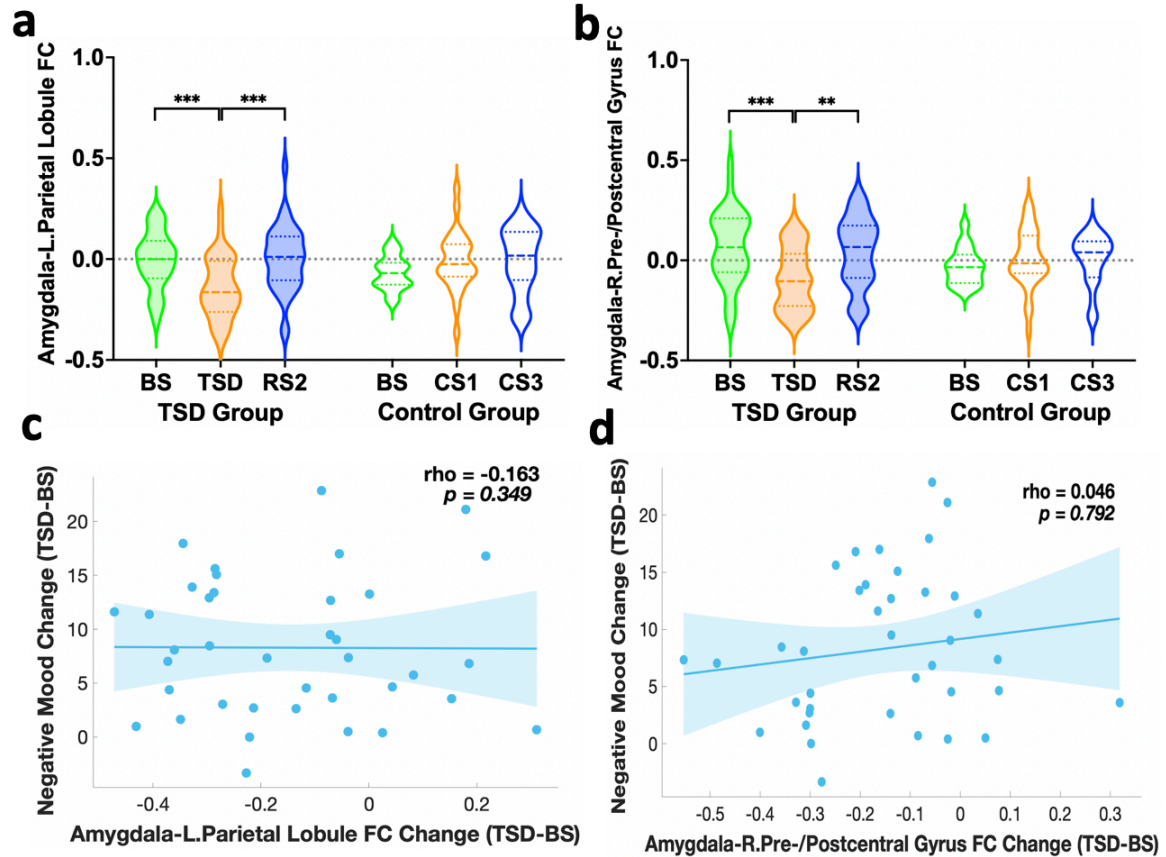 a
Amygdala-L.Parietal Lobule FC
1.0
0.5
0.0
-0.5
***
***
BS TSD RS2 BS CS1 CS3
TSD Group Control Group
b
Amygdala-R.Pre-/Postcentral Gyrus FC
1.0
0.5
0.0
-0.5
***
**
BS TSD RS2 BS CS1 CS3
TSD Group Control Group
c
Negative Mood Change (TSD-BS)
rho = -0.163
p = 0.349
20
15
10
5
0
-0.4 -0.2 0 0.2
Amygdala-L.Parietal Lobule FC Change (TSD-BS)
d
Negative Mood Change (TSD-BS)
rho = 0.046
p = 0.792
20
15
10
5
0
-0.5 -0.4 -0.3 -0.2 -0.1 0 0.1 0.2 0.3
Amygdala-R.Pre-/Postcentral Gyrus FC Change (TSD-BS)